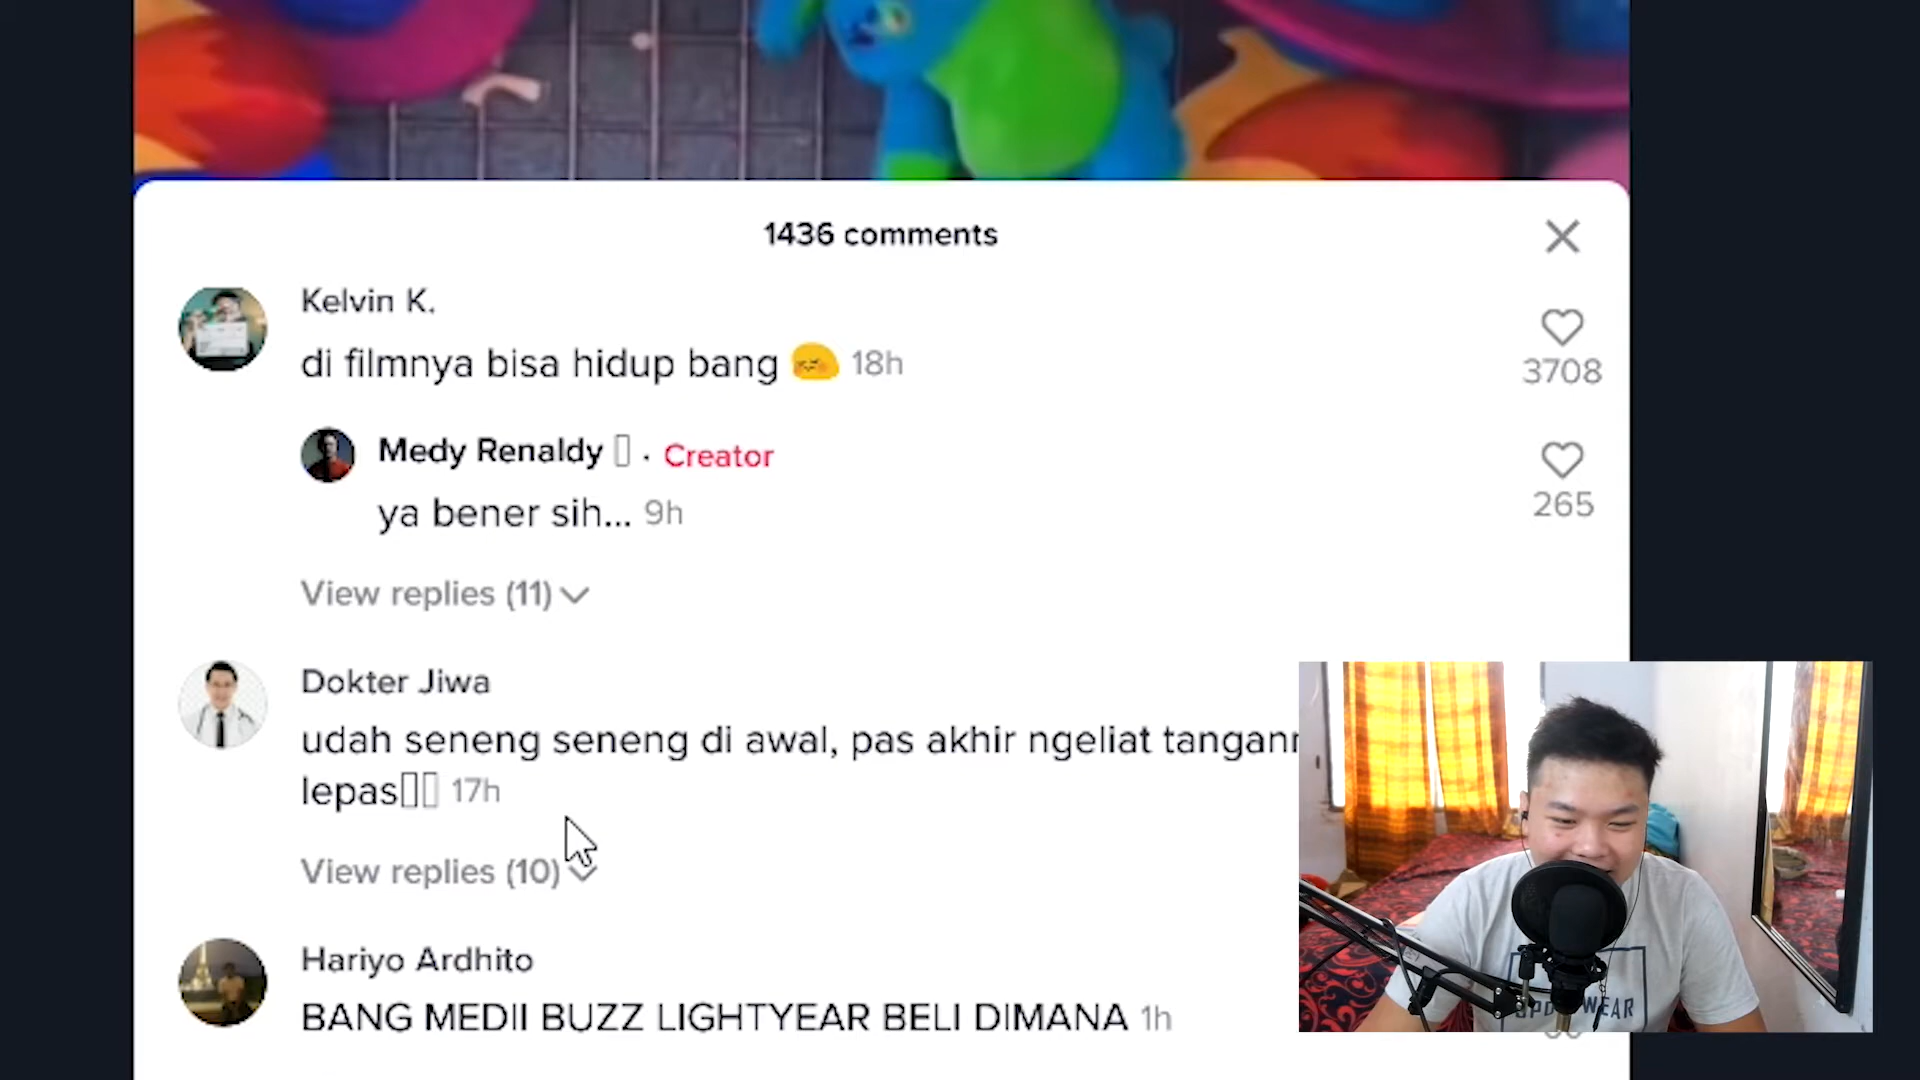 1436 comments
Kelvin K.
di filmnya bisa hidup bang 18h
3708
Medy Renaldy · Creator
ya bener sih... 9h
265
View replies (11)
Dokter Jiwa
udah seneng seneng di awal, pas akhir ngeliat
lepas 17h
View replies (10)
Hariyo Ardhito
BANG MEDII BUZZ LIGHTYEAR BELI DIMANA 1h
WEAR